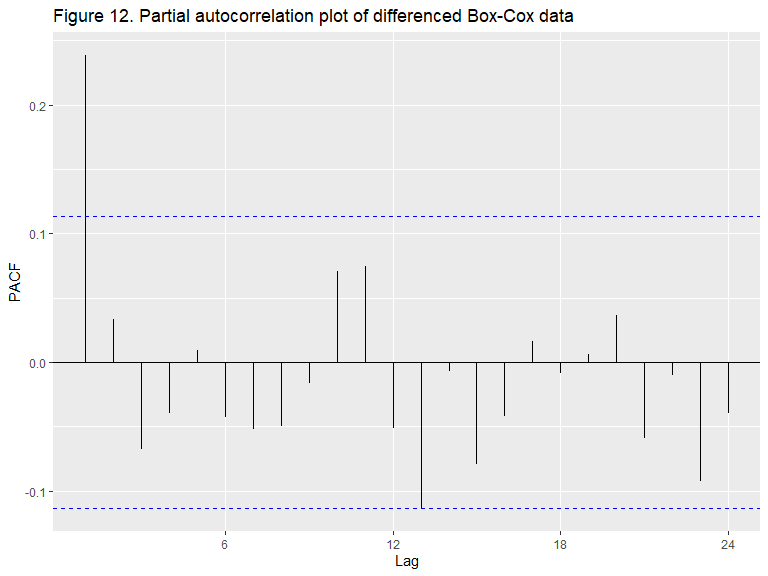 Figure 12. Partial autocorrelation plot of differenced Box-Cox data
0.2
0.1
0.0
-0.1
PACF
6 12 18 24
Lag